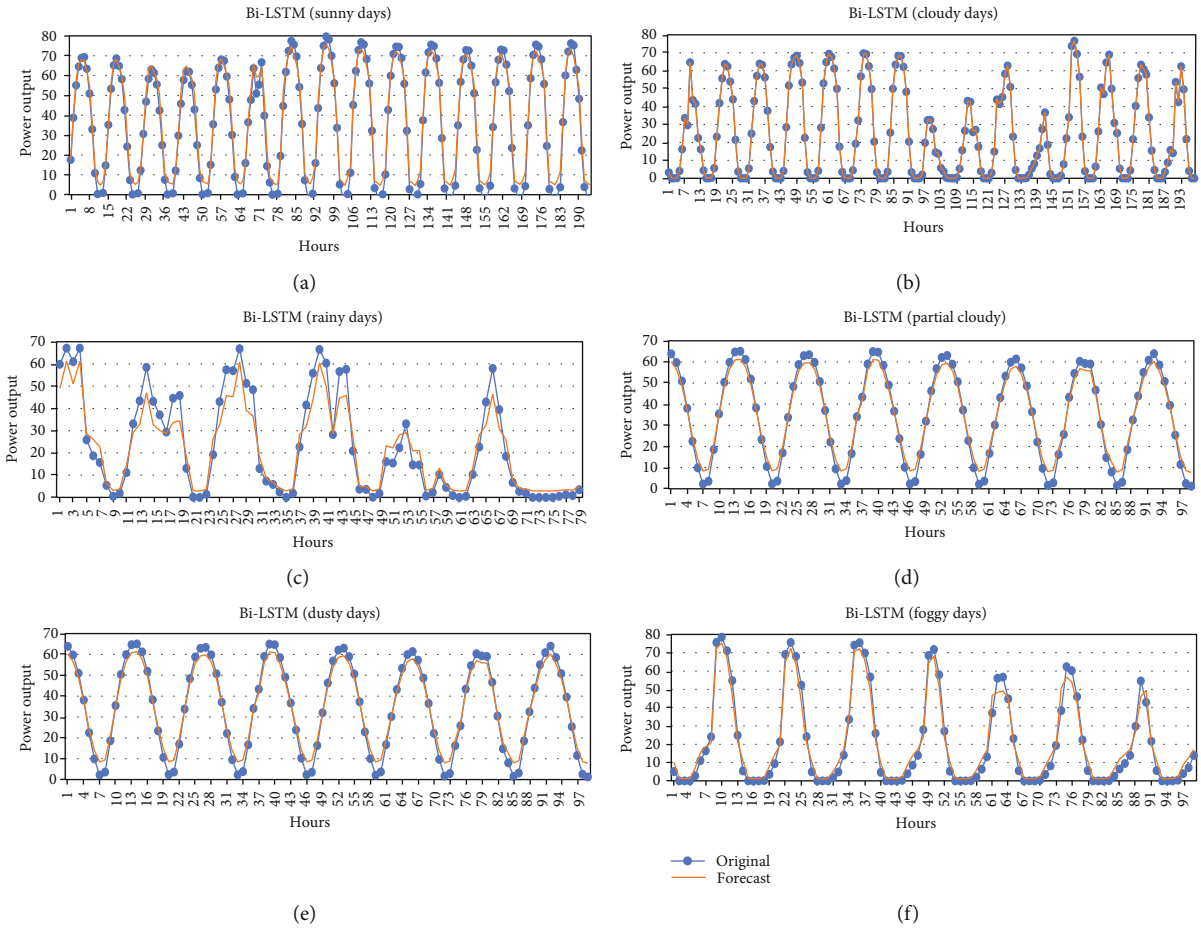 Bi-LSTM (sunny days)
Power output
80
70
60
50
40
30
20
10
0
1 8 15 22 29 36 43 50 57 64 71 78 85 92 99 106 113 120 127 134 141 148 155 162 169 176 183 190
Hours
(a)
Bi-LSTM (cloudy days)
Power output
80
70
60
50
40
30
20
10
0
1 7 13 19 25 31 37 43 49 55 61 67 73 79 85 91 97 103 109 115 121 127 133 139 145 151 157 163 169 175 181 187 193
Hours
(b)
Bi-LSTM (rainy days)
Power output
70
60
50
40
30
20
10
0
1 3 5 7 9 11 13 15 17 19 21 23 25 27 29 31 33 35 37 39 41 43 45 47 49 51 53 55 57 59 61 63 65 67 69 71 73 75 77 79
Hours
(c)
Bi-LSTM (partial cloudy)
Power output
70
60
50
40
30
20
10
0
1 4 7 10 13 16 19 22 25 28 31 34 37 40 43 46 49 52 55 58 61 64 67 70 73 76 79 82 85 88 91 94 97
Hours
(d)
Bi-LSTM (dusty days)
Power output
70
60
50
40
30
20
10
0
1 4 7 10 13 16 19 22 25 28 31 34 37 40 43 46 49 52 55 58 61 64 67 70 73 76 79 82 85 88 91 94 97
Hours
(e)
Bi-LSTM (foggy days)
Power output
80
70
60
50
40
30
20
10
0
1 4 7 10 13 16 19 22 25 28 31 34 37 40 43 46 49 52 55 58 61 64 67 70 73 76 79 82 85 88 91 94 97
Hours
Original
Forecast
(f)